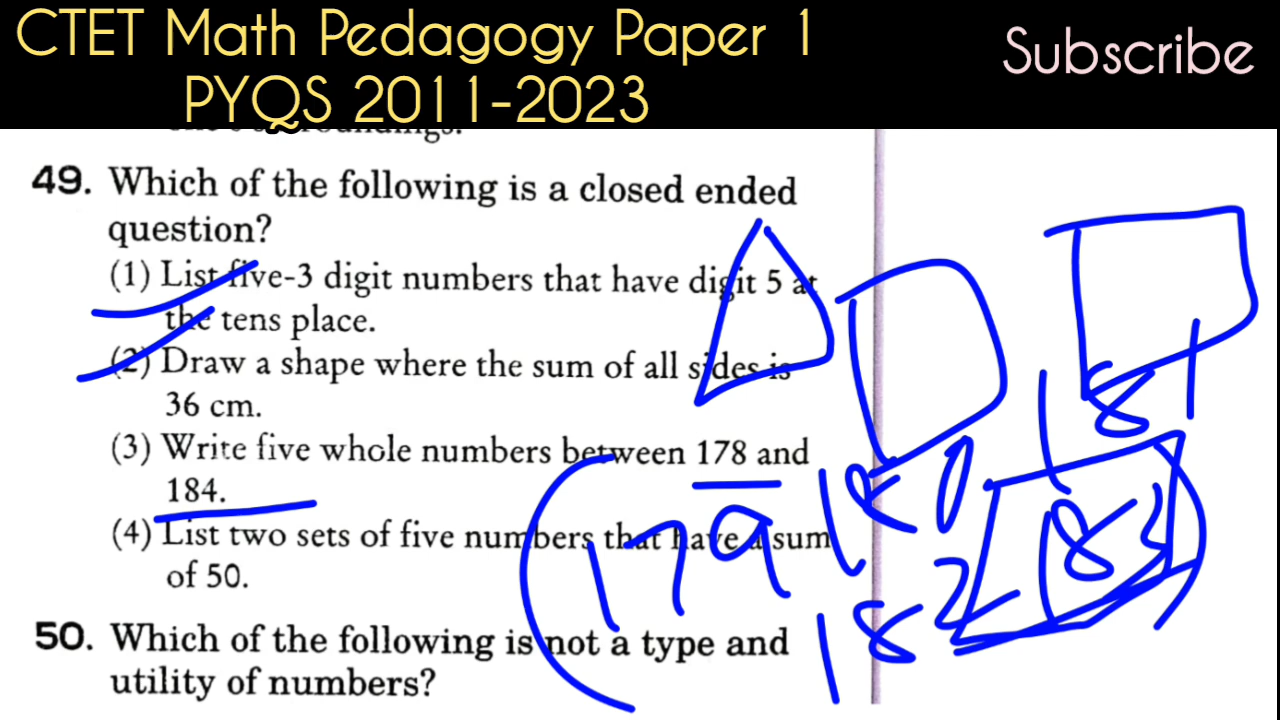 CTET Math Pedagogy Paper 1
PYQS 2011-2023
Subscribe
49. Which of the following is a closed ended
question?
(1) List five-3 digit numbers that have digit 5 at
the tens place.
(2) Draw a shape where the sum of all sides is
36 cm.
(3) Write five whole numbers between 178 and
184.
(4) List two sets of five numbers that have a sum
of 50.
50. Which of the following is not a type and
utility of numbers?
179 180 181
182 183